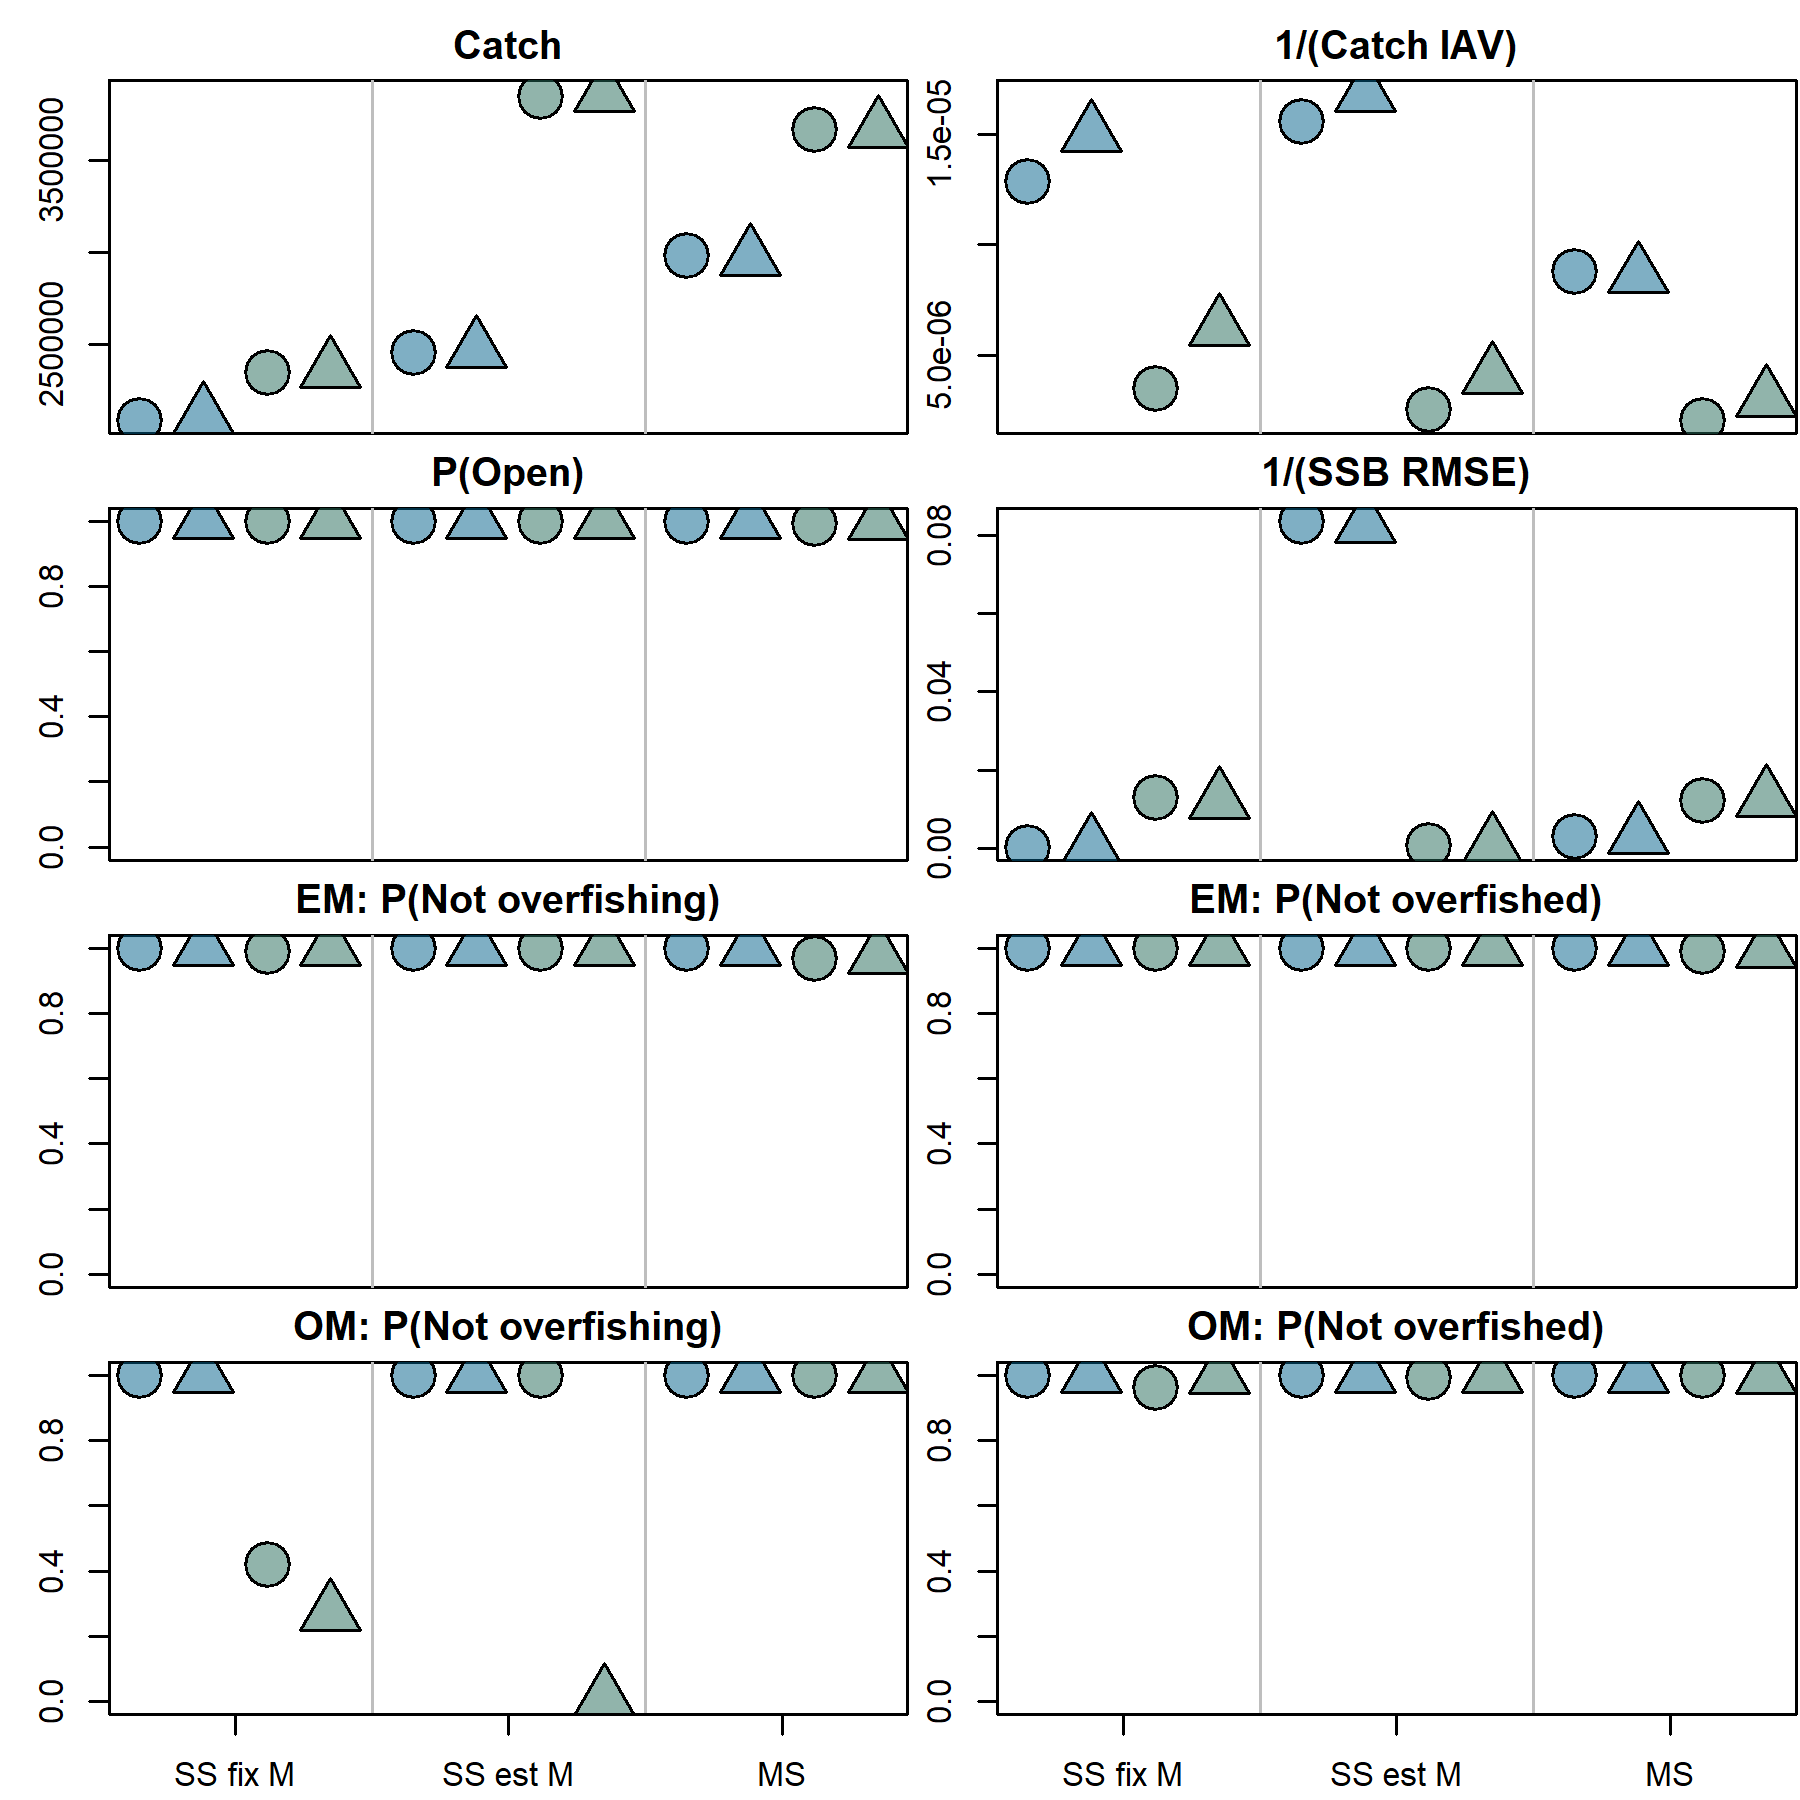 Catch
3500000
2500000
1/(Catch IAV)
1.5e-05
5.0e-06
P(Open)
0.8
0.4
0.0
1/(SSB RMSE)
0.08
0.04
0.00
EM: P(Not overfishing)
0.8
0.4
0.0
EM: P(Not overfished)
0.8
0.4
0.0
OM: P(Not overfishing)
0.8
0.4
0.0
SS fix M
SS est M
MS
OM: P(Not overfished)
0.8
0.4
0.0
SS fix M
SS est M
MS